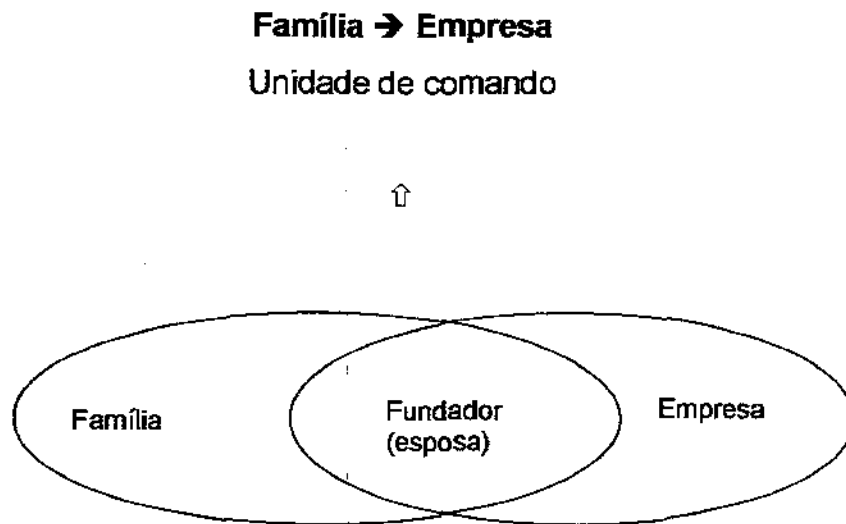 Família ➔ Empresa
Unidade de comando
⇧
Família
Fundador
(esposa)
Empresa